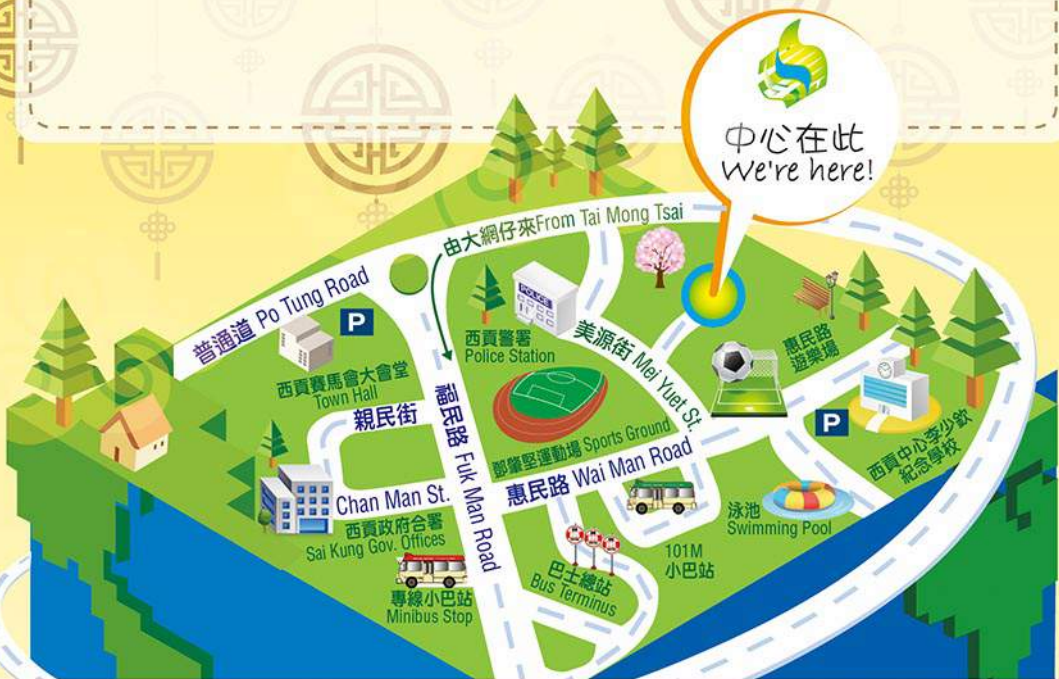 中心在此
We're here!
由大網仔來From Tai Mong Tsai
普通道 Po Tung Road
P
西貢賽馬會大會堂
Town Hall
POLICE
西貢警署
Police Station
美源街 Mei Yuet St.
惠民路
遊樂場
親民街
福民路 Fuk Man Road
鄧肇堅運動場 Sports Ground
P
西貢中心李少欽
紀念學校
Chan Man St.
惠民路 Wai Man Road
西貢政府合署
Sai Kung Gov. Offices
泳池
Swimming Pool
專線小巴站
Minibus Stop
巴士總站
Bus Terminus
101M
小巴站